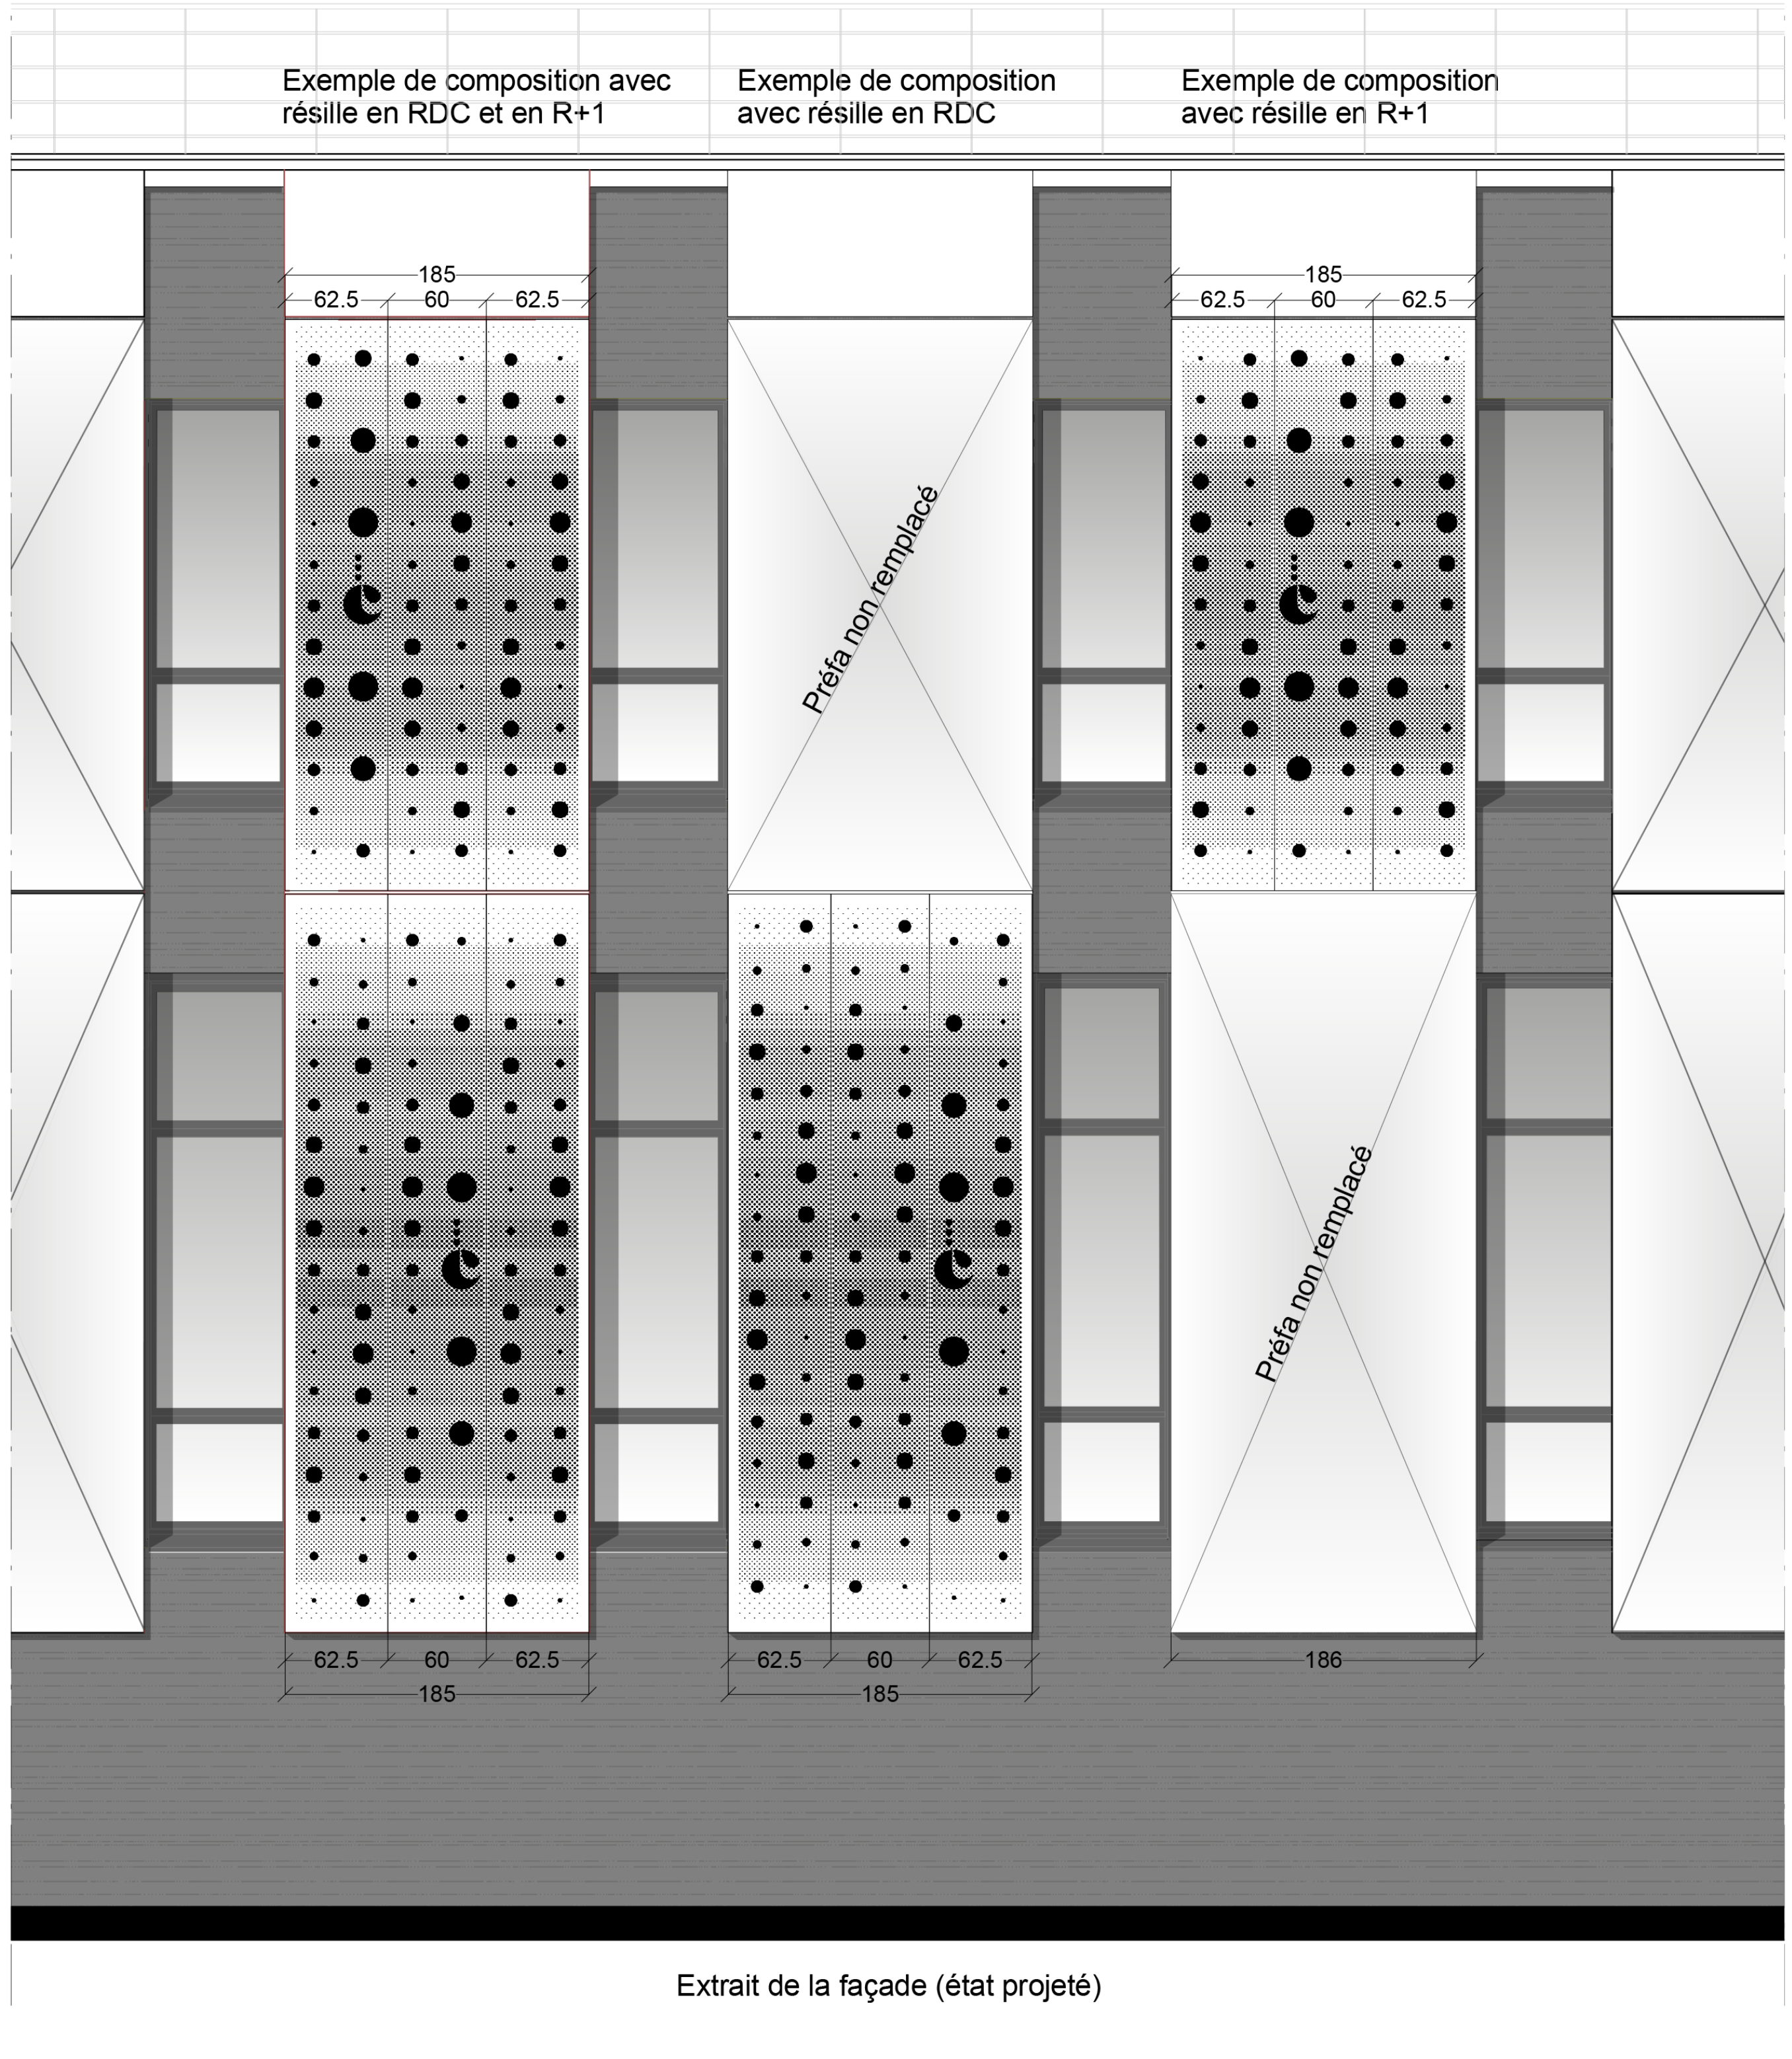 Exemple de composition avec
résille en RDC et en R+1
Exemple de composition
avec résille en RDC
Exemple de composition
avec résille en R+1
185
62.5 60 62.5
185
62.5 60 62.5
Préfa non remplacé
Préfa non remplacé
62.5 60 62.5
185
62.5 60 62.5
185
186
Extrait de la façade (état projeté)